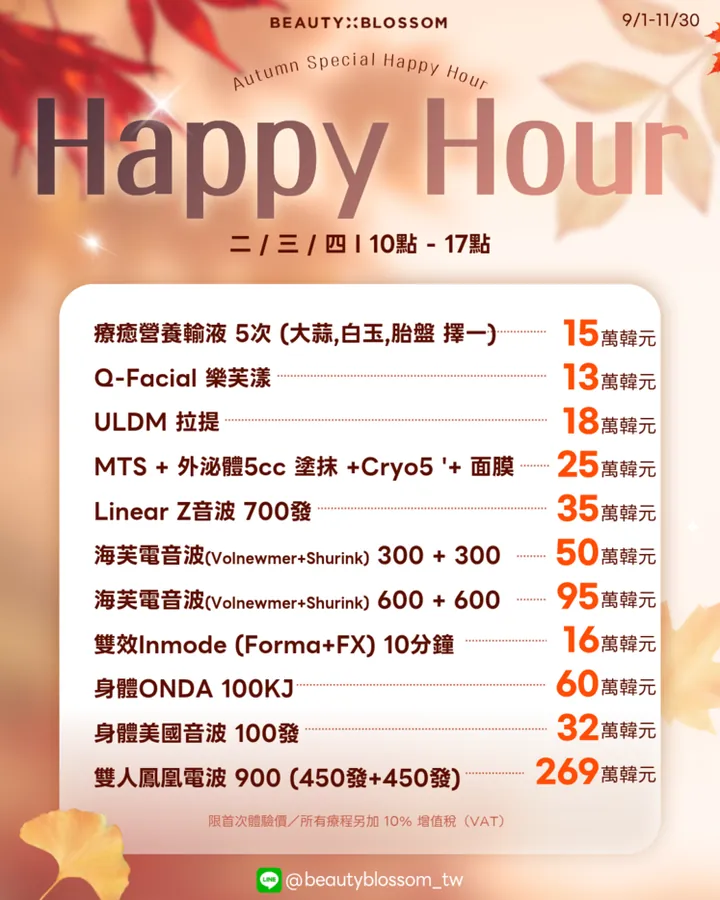 BEAUTY⁙BLOSSOM
9/1-11/30
Autumn Special Happy Hour
Happy Hour
二 / 三 / 四 I 10點 - 17點
療癒營養輸液 5次 (大蒜,白玉,胎盤 擇一) 15萬韓元
Q-Facial 樂芙漾 13萬韓元
ULDM 拉提 18萬韓元
MTS + 外泌體5cc 塗抹 +Cryo5 '+ 面膜 25萬韓元
Linear Z音波 700發 35萬韓元
海芙電音波(Volnewmer+Shurink) 300 + 300 50萬韓元
海芙電音波(Volnewmer+Shurink) 600 + 600 95萬韓元
雙效Inmode (Forma+FX) 10分鐘 16萬韓元
身體ONDA 100KJ 60萬韓元
身體美國音波 100發 32萬韓元
雙人鳳凰電波 900 (450發+450發) 269萬韓元
限首次體驗價／所有療程另加 10% 增值稅（VAT）
LINE @beautyblossom_tw